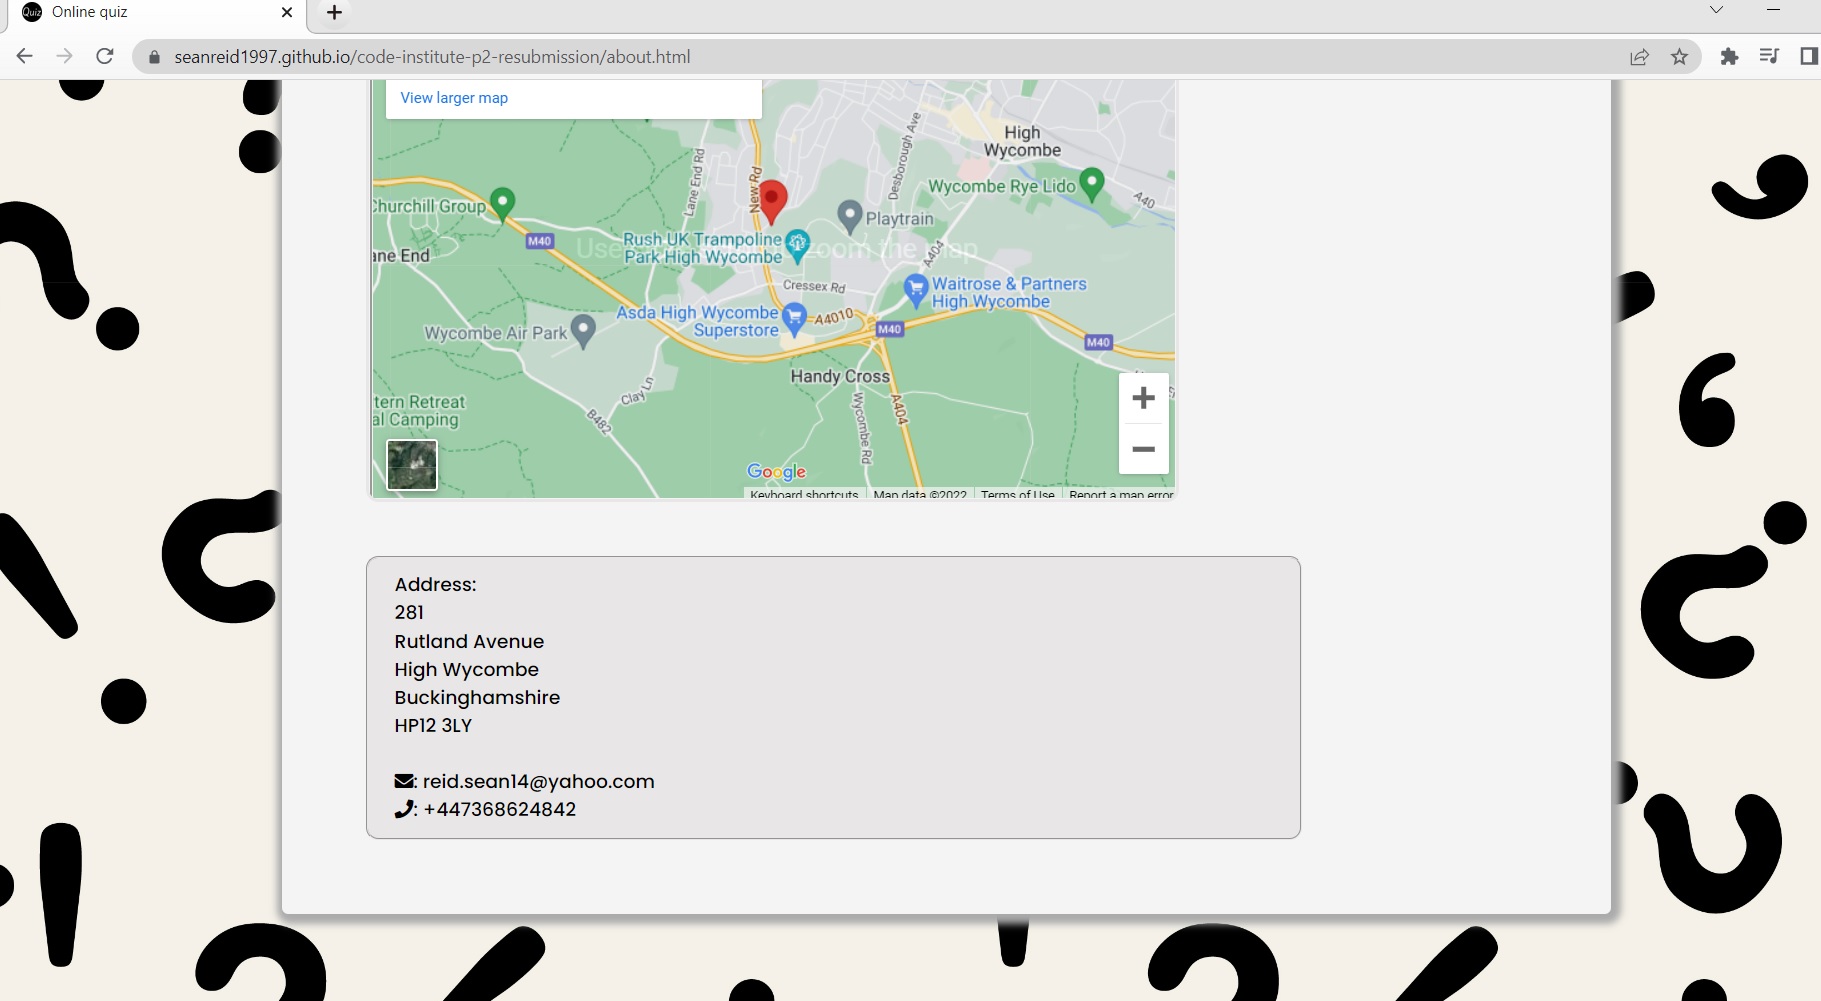 Quiz
Online quiz
seanreid1997.github.io/code-institute-p2-resubmission/about.html
View larger map
High
Wycombe
Desborough Ave
Lane End Rd
New Rd
Wycombe Rye Lido
A40
Churchill Group
Playtrain
M40
Rush UK Trampoline
Park High Wycombe
zoom the map
ane End
A404
Cressex Rd
Waitrose & Partners
High Wycombe
Asda High Wycombe
Superstore
A4010
M40
Wycombe Air Park
M40
Handy Cross
Clay Ln
tern Retreat
al Camping
B482
Wycombe Rd
A404
Google
Keyboard shortcuts
Map data ©2022
Terms of Use
Report a map error
Address:
281
Rutland Avenue
High Wycombe
Buckinghamshire
HP12 3LY
: reid.sean14@yahoo.com
: +447368624842